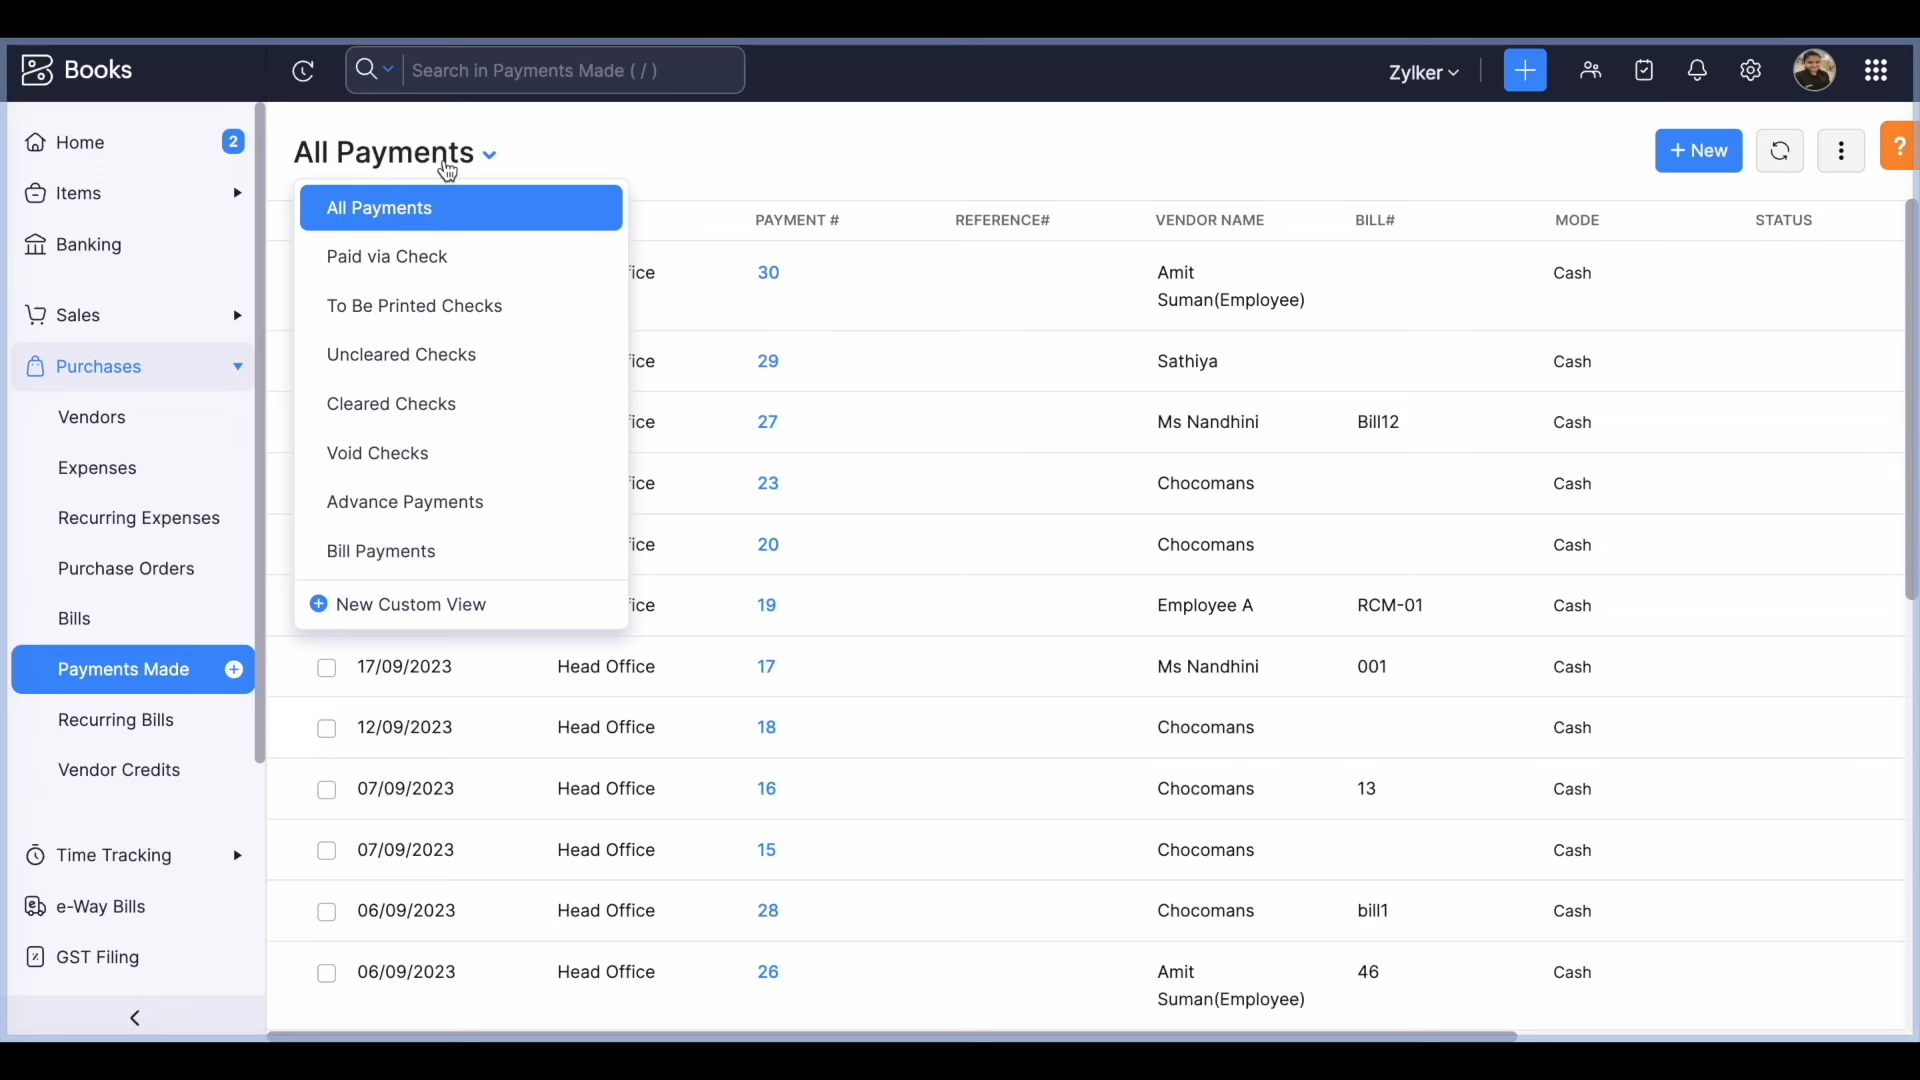 Books
Search in Payments Made ( / )
Zylker
Home 2
Items
Banking
Sales
Purchases
Vendors
Expenses
Recurring Expenses
Purchase Orders
Bills
Payments Made
Recurring Bills
Vendor Credits
Time Tracking
e-Way Bills
GST Filing
All Payments
+ New
?
All Payments
Paid via Check
To Be Printed Checks
Uncleared Checks
Cleared Checks
Void Checks
Advance Payments
Bill Payments
New Custom View
PAYMENT # REFERENCE# VENDOR NAME BILL# MODE STATUS
30 Amit Cash
Suman(Employee)
29 Sathiya Cash
27 Ms Nandhini Bill12 Cash
23 Chocomans Cash
20 Chocomans Cash
19 Employee A RCM-01 Cash
17/09/2023 Head Office 17 Ms Nandhini 001 Cash
12/09/2023 Head Office 18 Chocomans Cash
07/09/2023 Head Office 16 Chocomans 13 Cash
07/09/2023 Head Office 15 Chocomans Cash
06/09/2023 Head Office 28 Chocomans bill1 Cash
06/09/2023 Head Office 26 Amit 46 Cash
Suman(Employee)